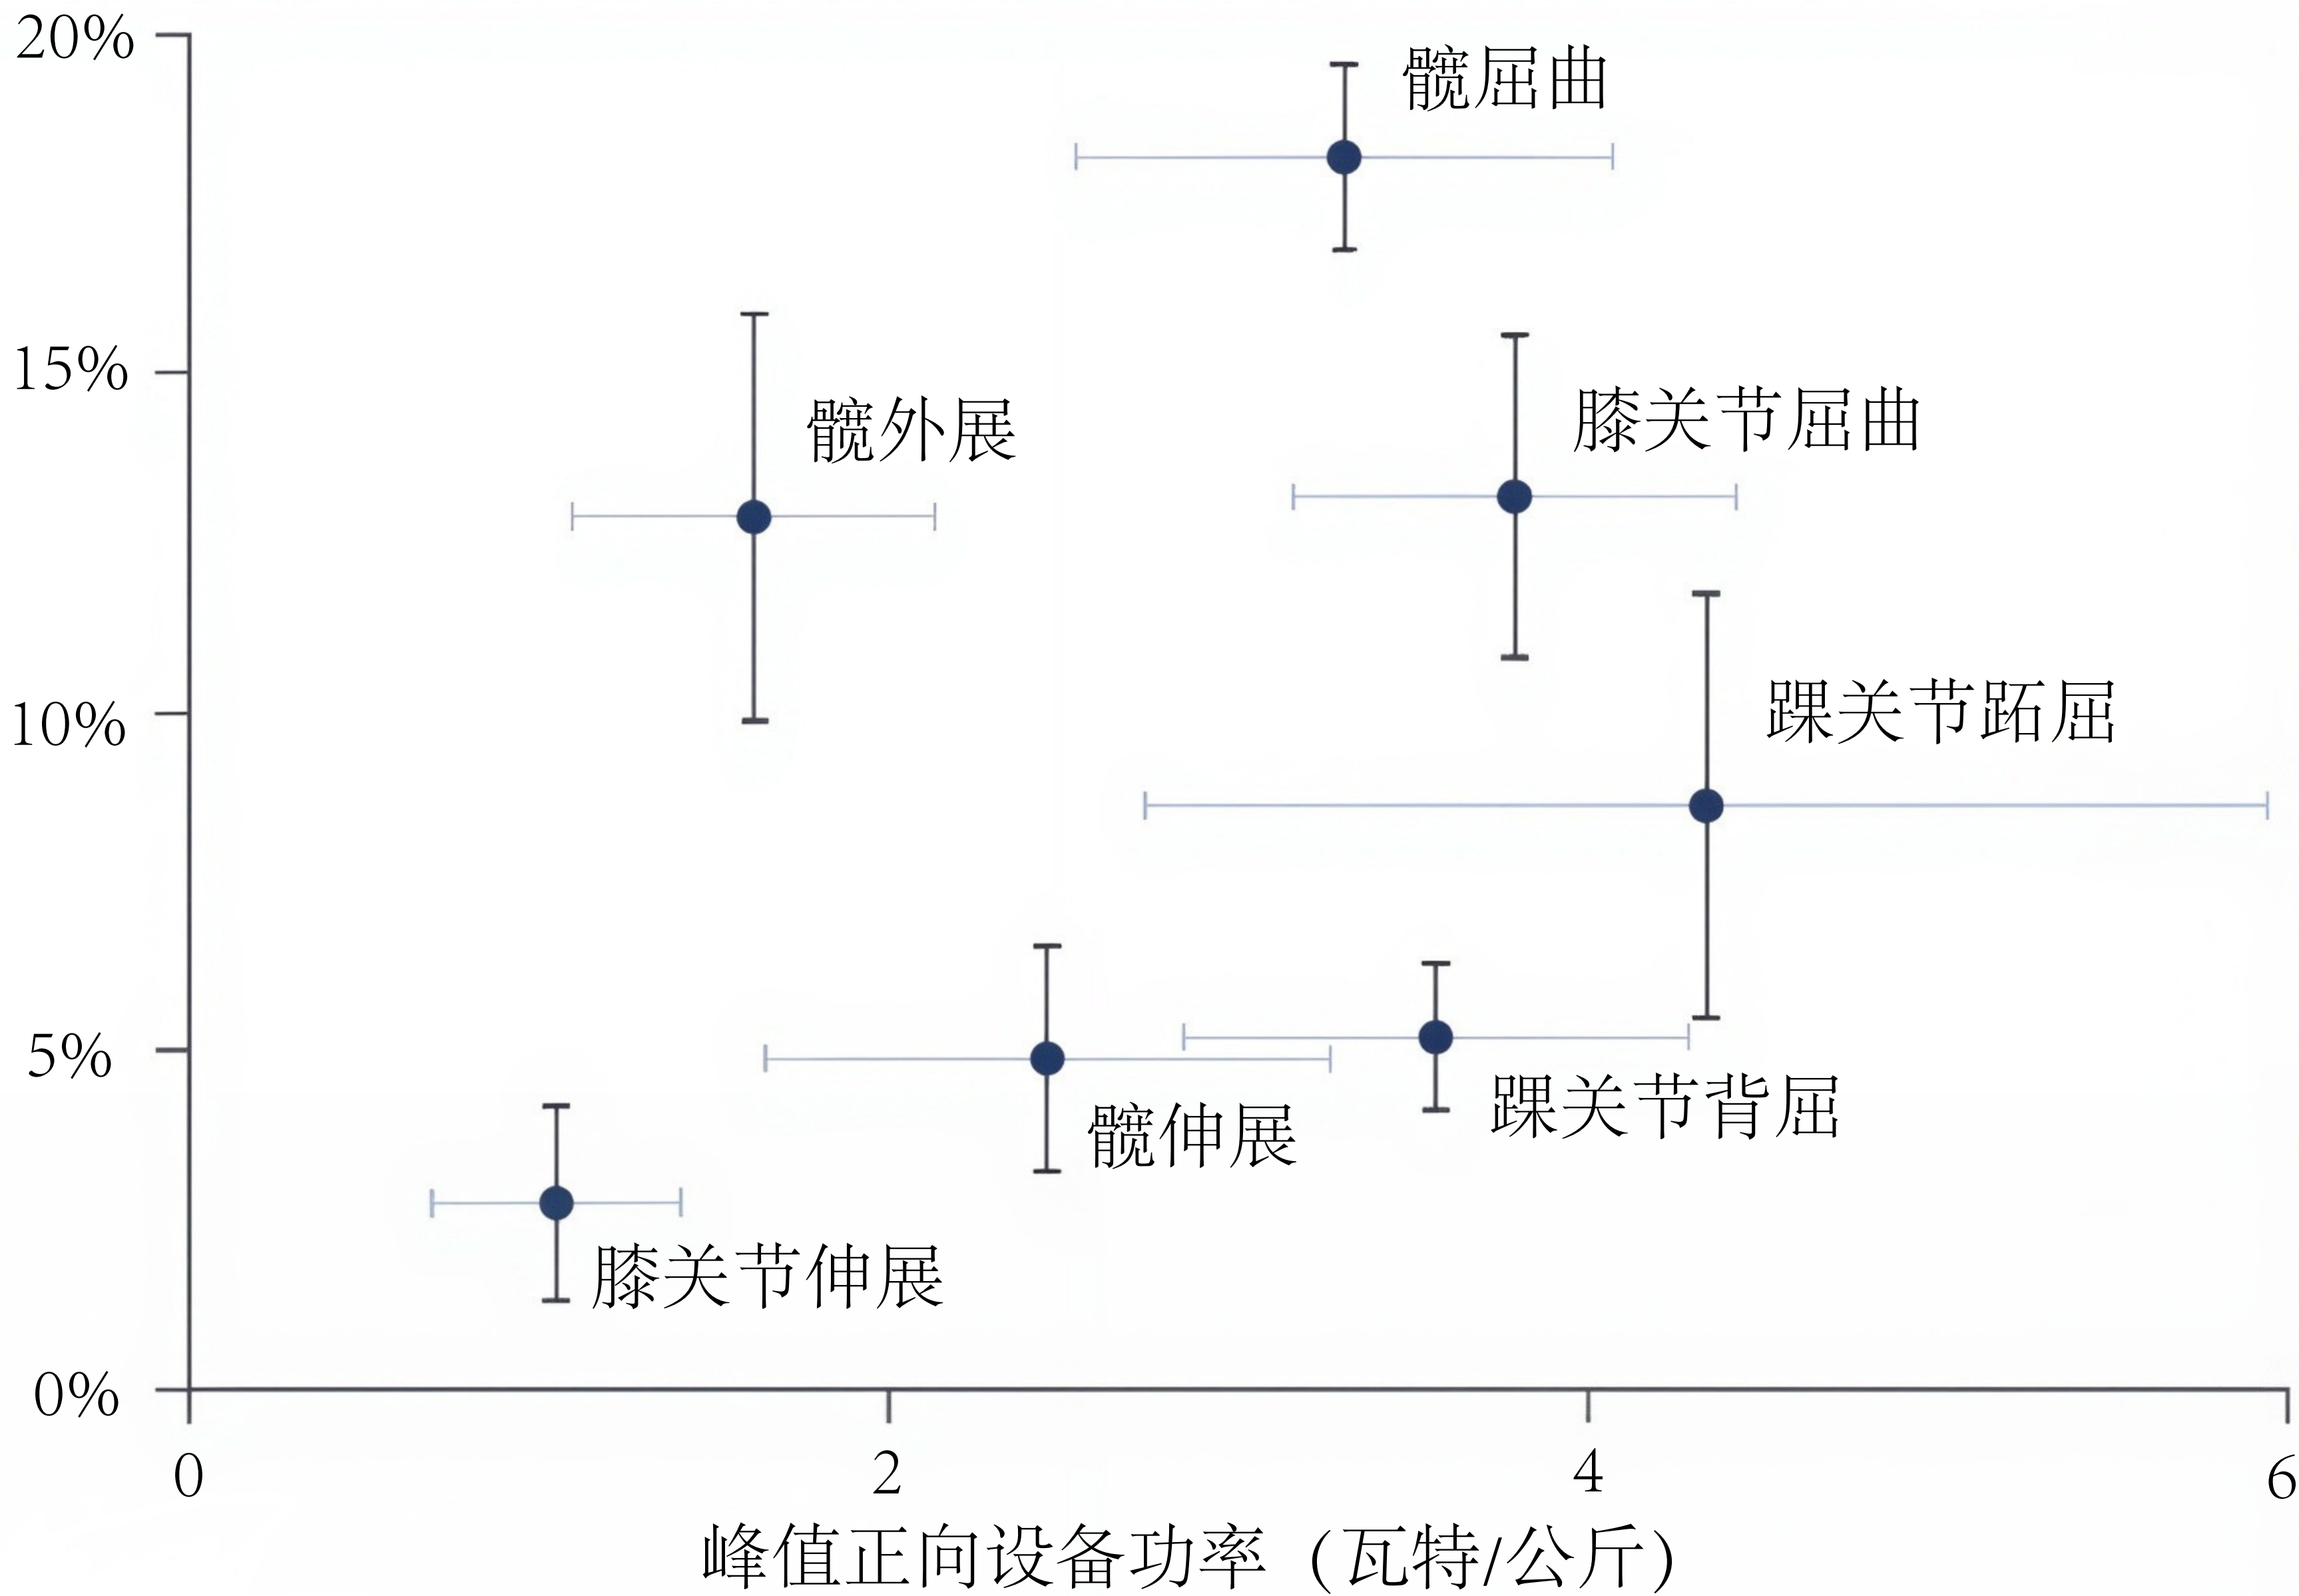 20%
髋屈曲
15%
髋外展
膝关节屈曲
10%
踝关节跖屈
5%
髋伸展
踝关节背屈
膝关节伸展
0%
0
2
4
6
峰值正向设备功率 (瓦特/公斤)